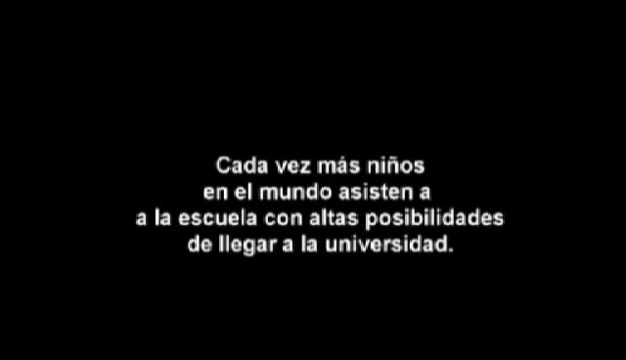 Cada vez más niños
en el mundo asisten a
a la escuela con altas posibilidades
de llegar a la universidad.